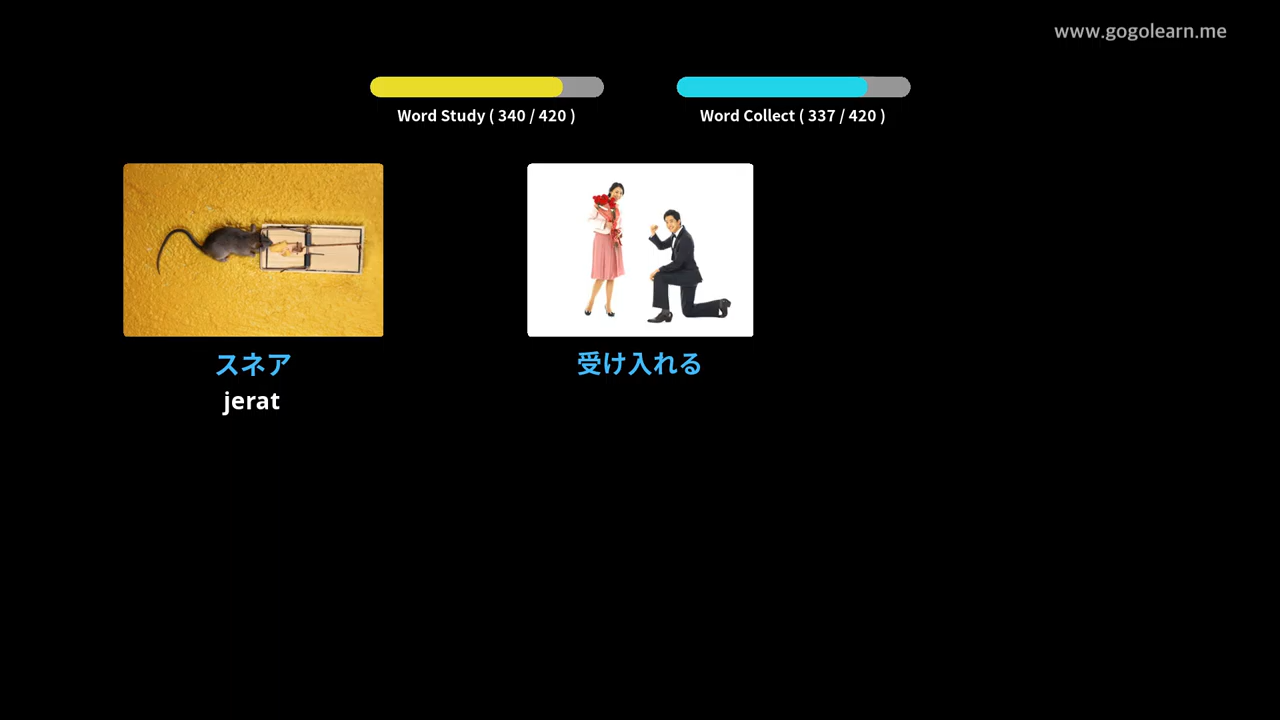 www.gogolearn.me
Word Study ( 340 / 420 )
Word Collect ( 337 / 420 )
スネア
jerat
受け入れる